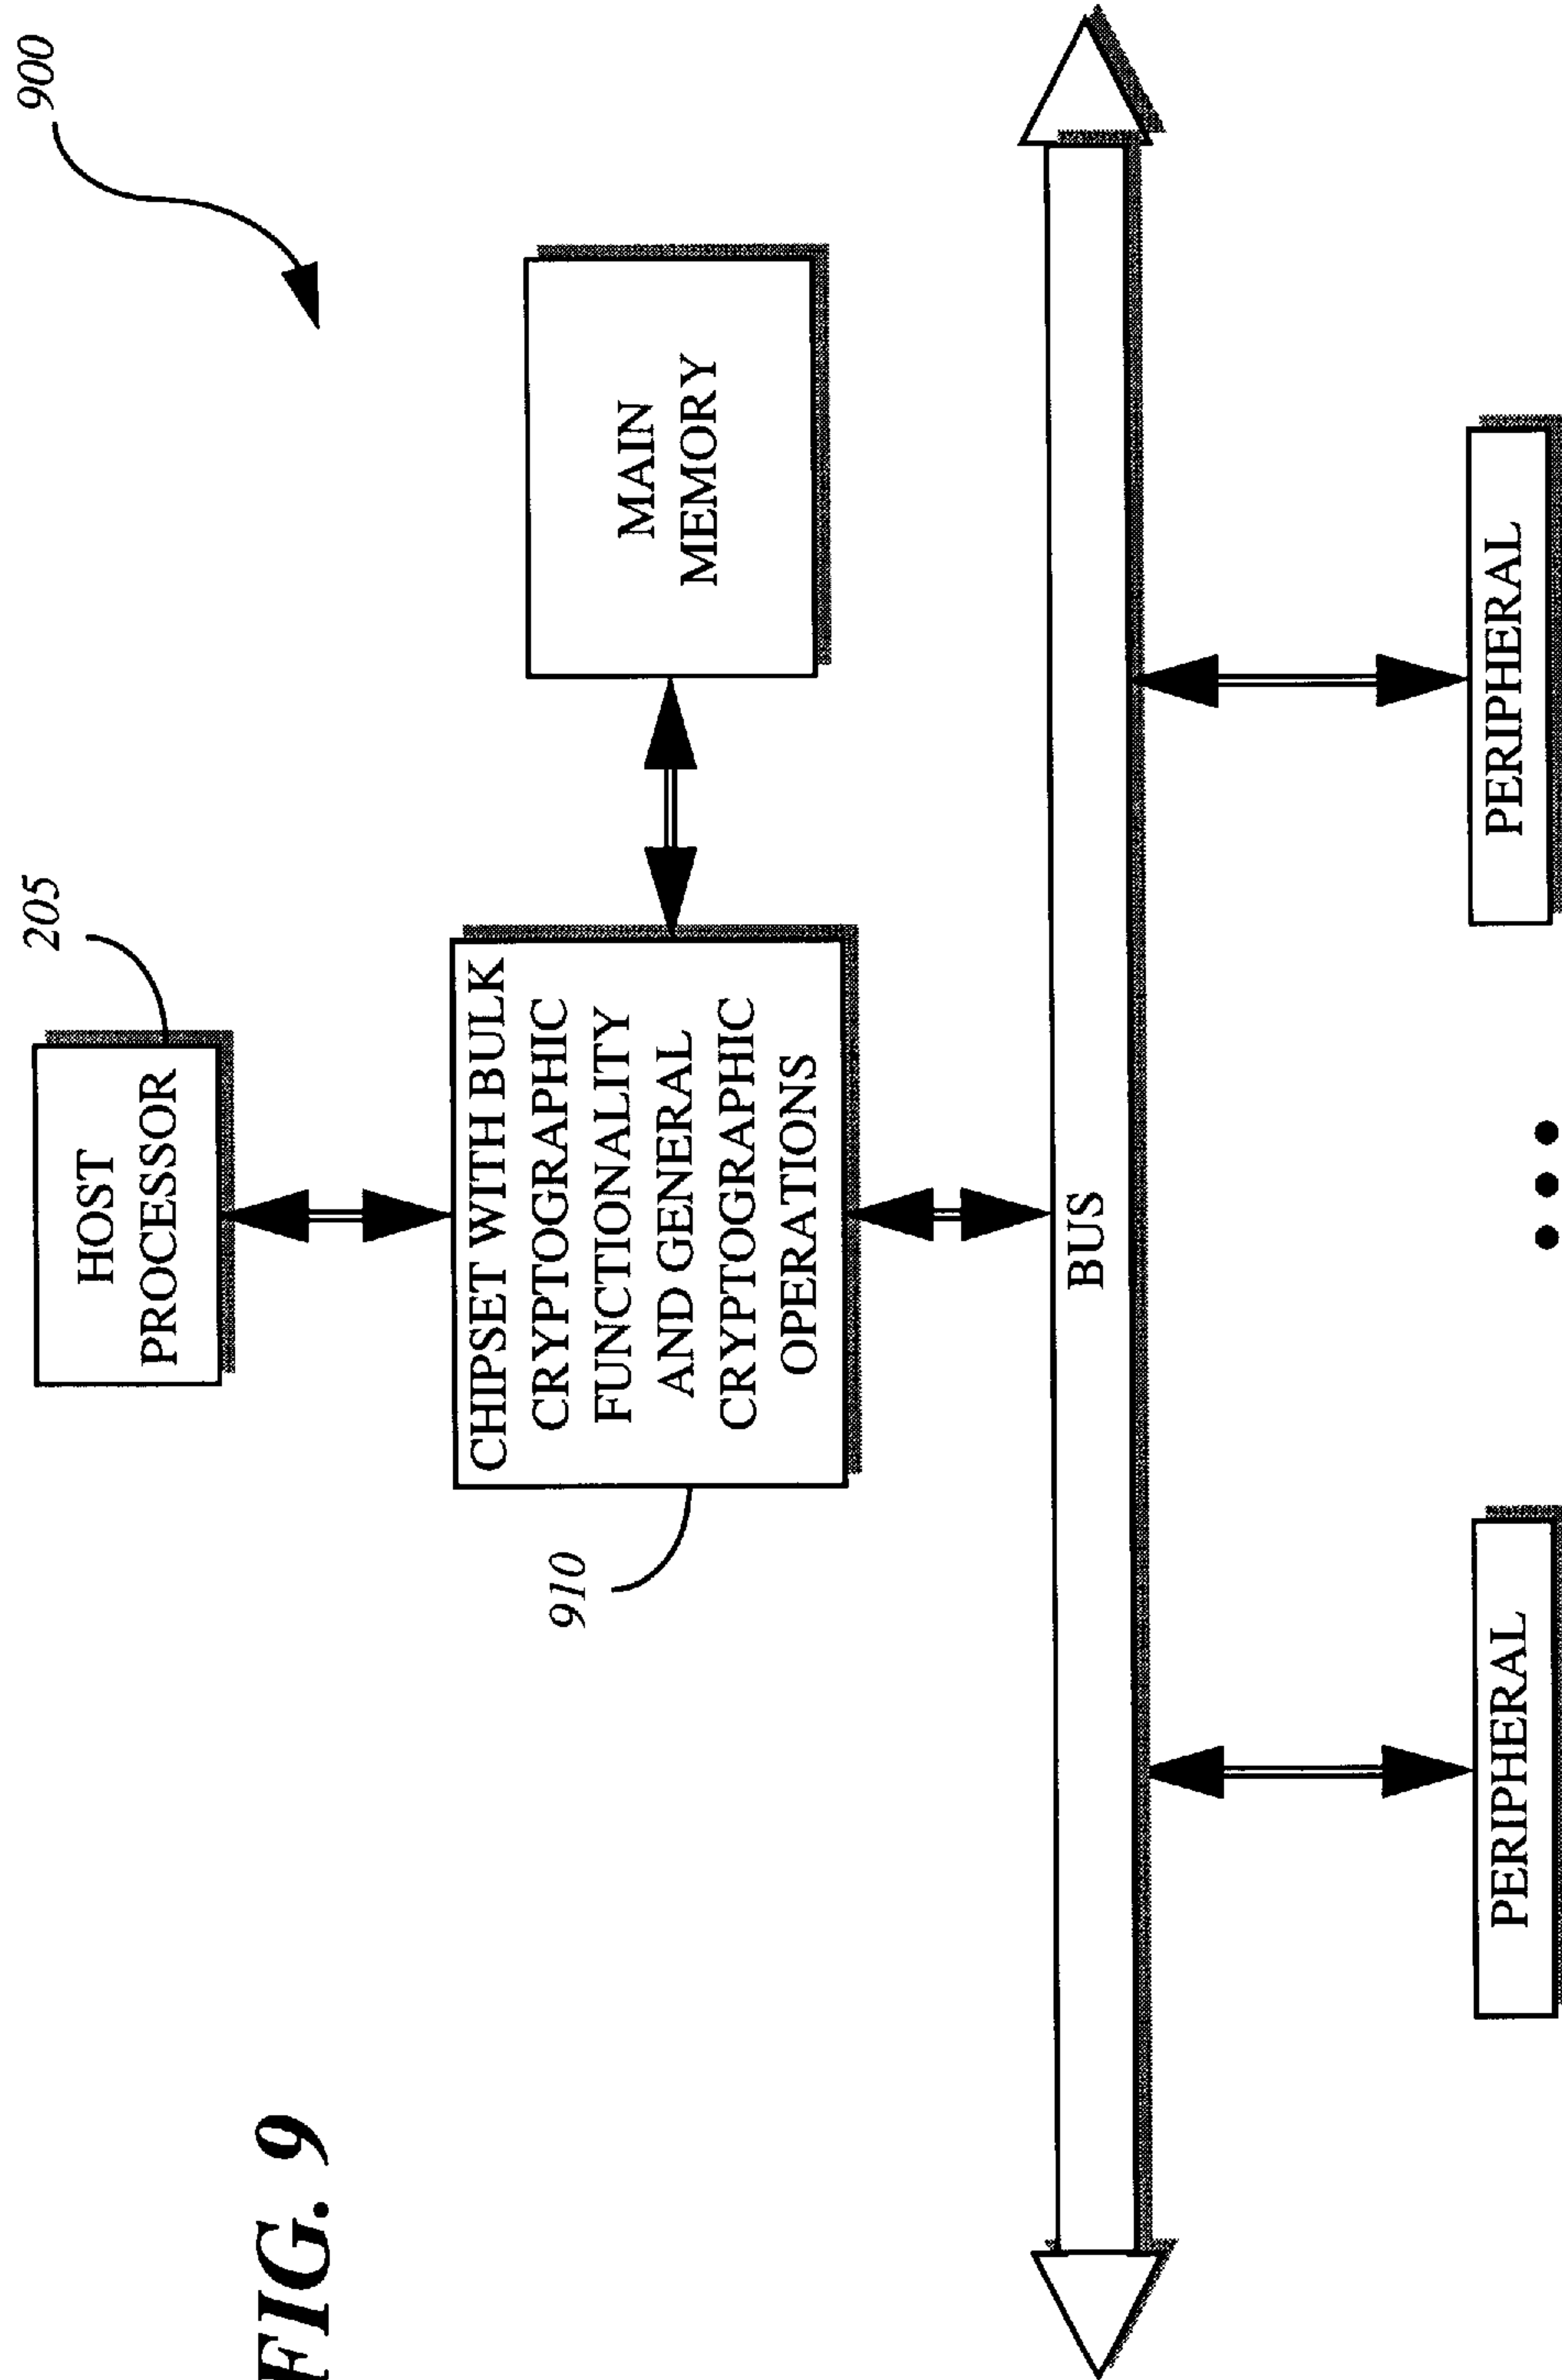 FIG. 9
900
205
HOST
PROCESSOR
910
CHIPSET WITH BULK
CRYPTOGRAPHIC
FUNCTIONALITY
AND GENERAL
CRYPTOGRAPHIC
OPERATIONS
MAIN
MEMORY
BUS
PERIPHERAL
PERIPHERAL